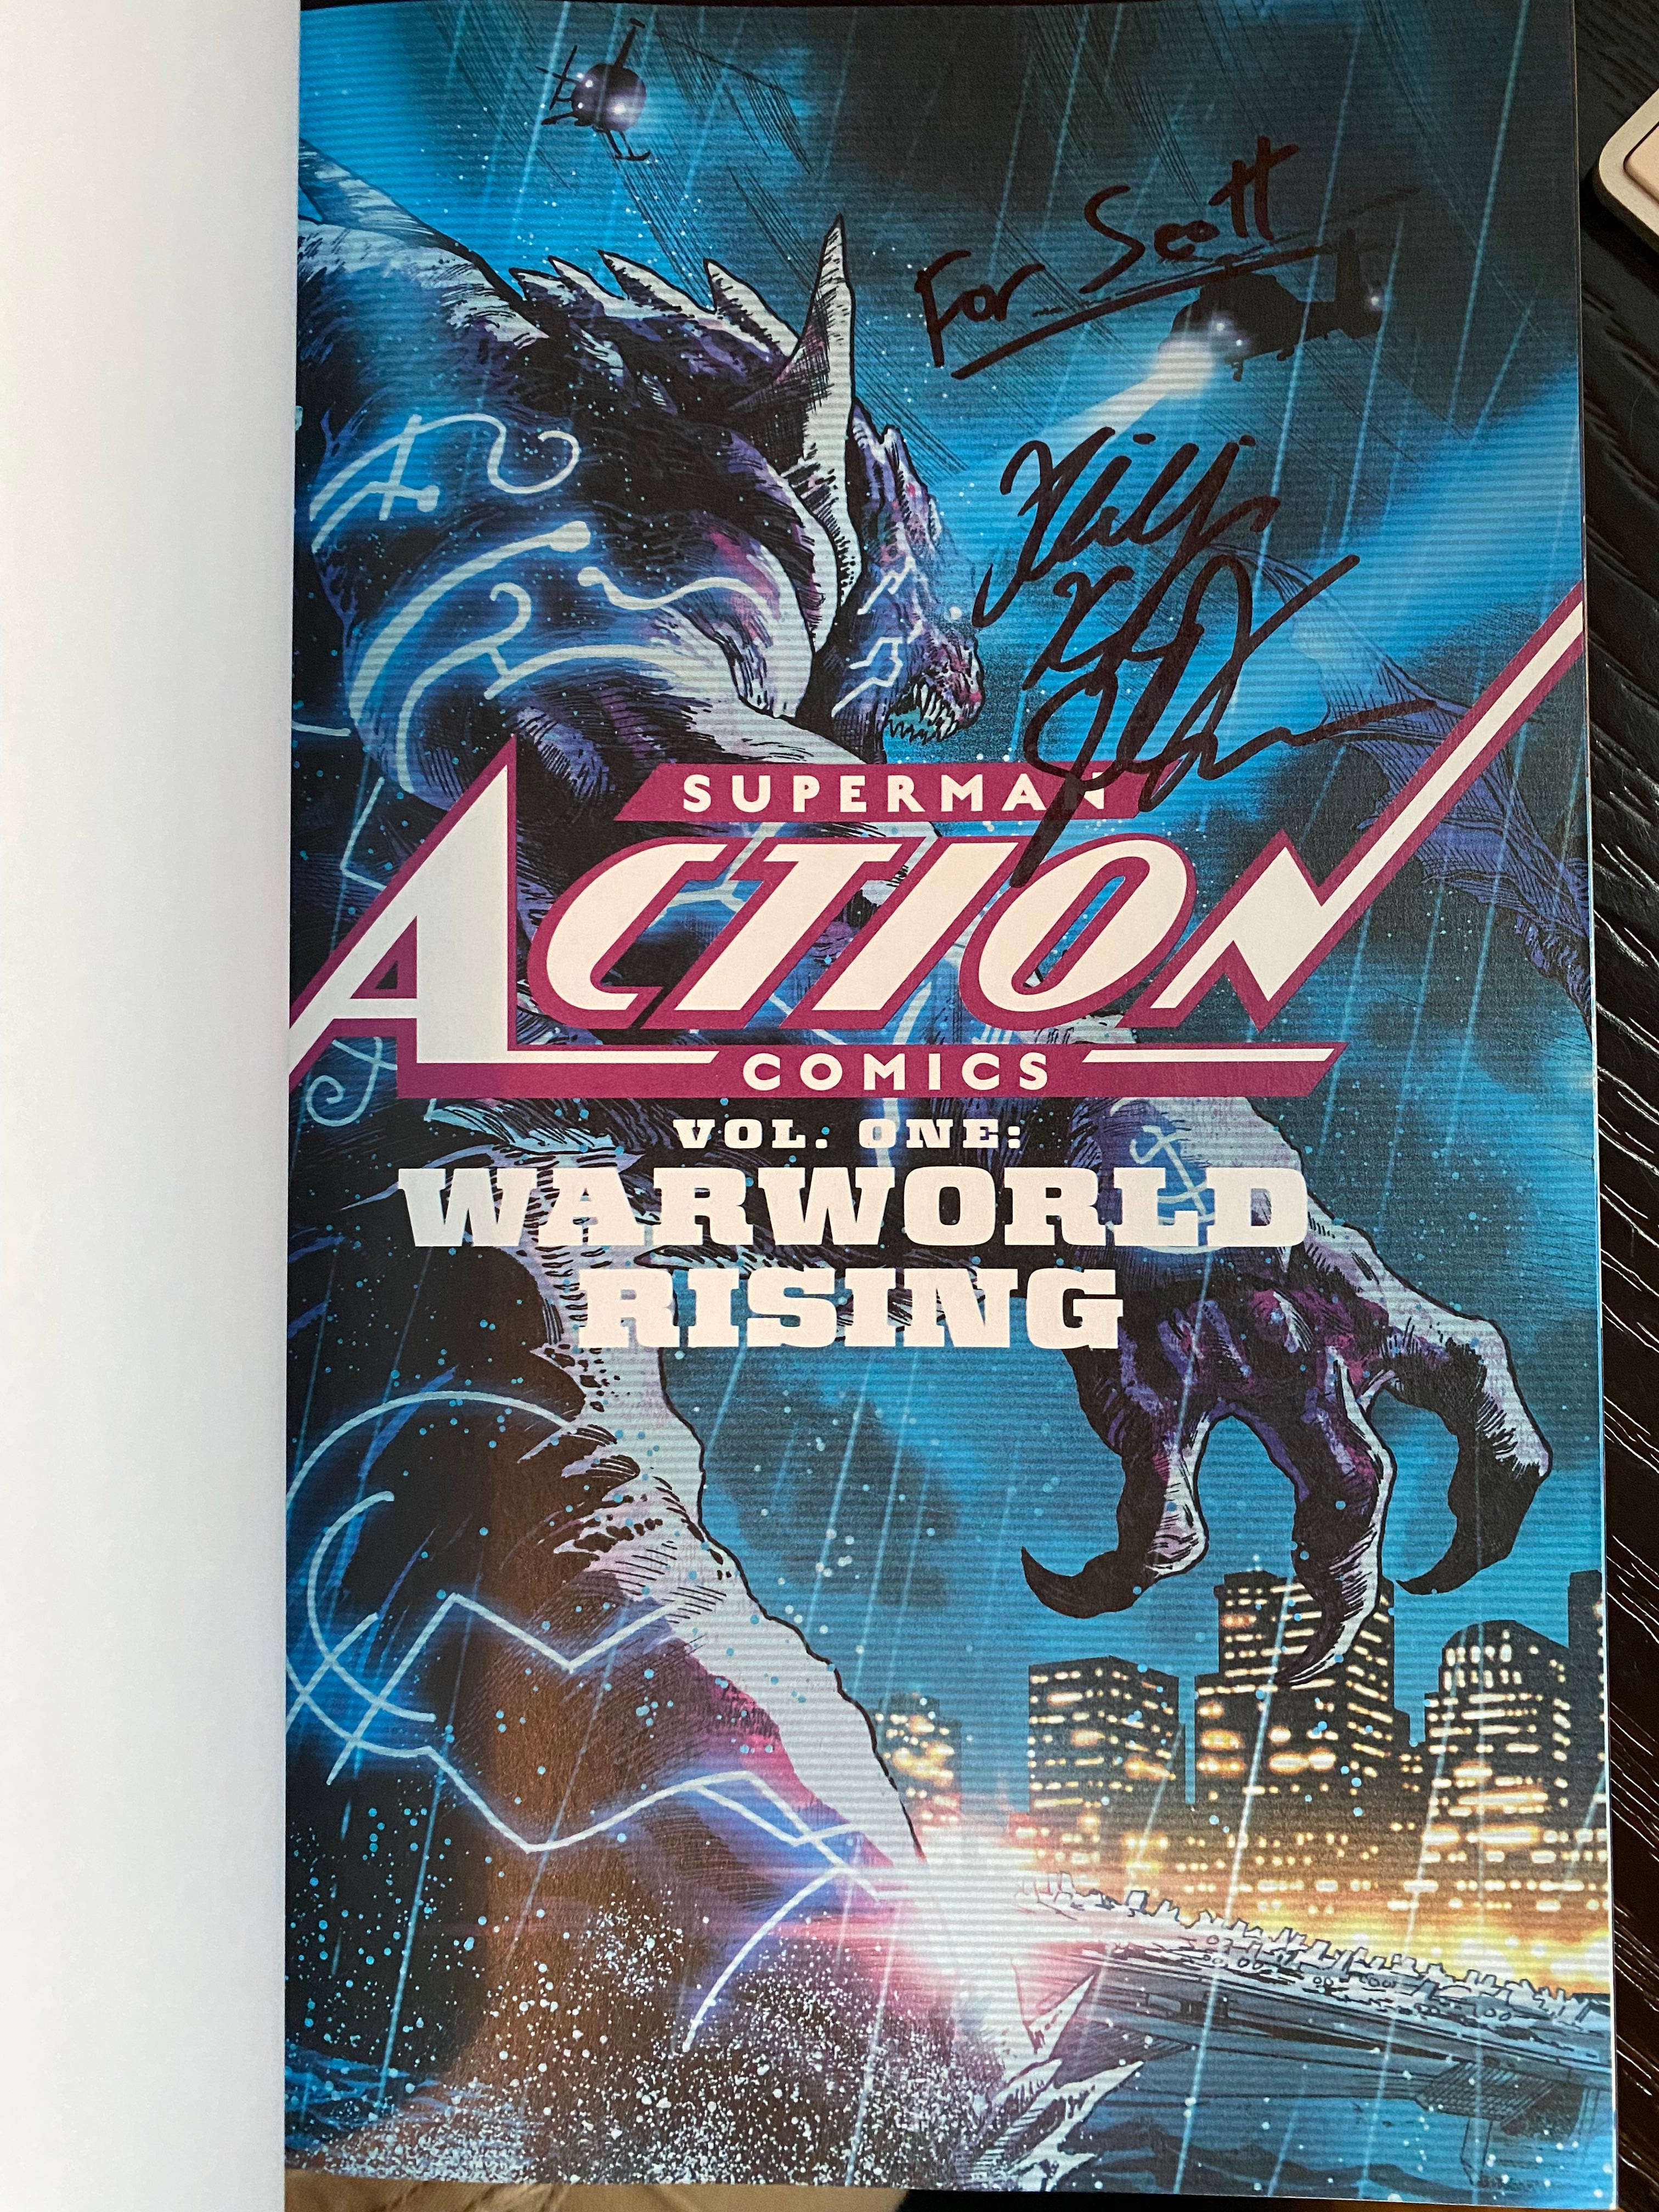 For Scott
SUPERMAN
ACTION
COMICS
VOL. ONE:
WARWORLD
RISING